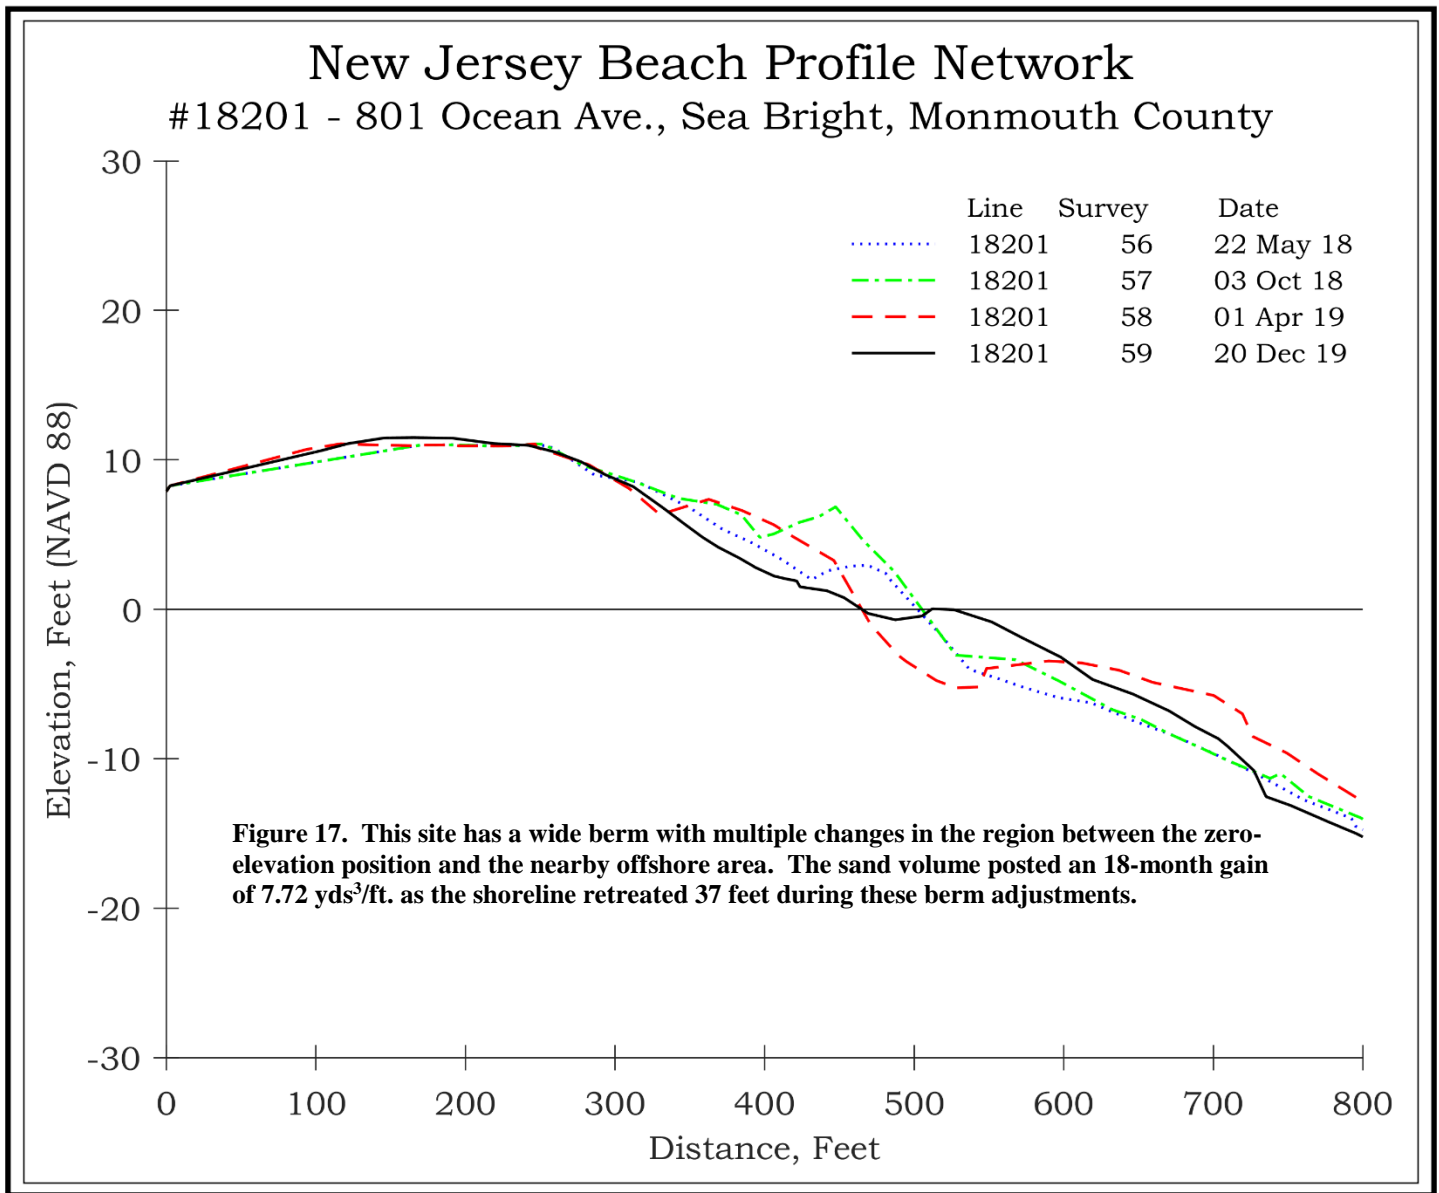 New Jersey Beach Profile Network
#18201 - 801 Ocean Ave., Sea Bright, Monmouth County
Line Survey Date
18201 56 22 May 18
18201 57 03 Oct 18
18201 58 01 Apr 19
18201 59 20 Dec 19
30
20
10
0
-10
-20
-30
Elevation, Feet (NAVD 88)
Figure 17. This site has a wide berm with multiple changes in the region between the zero-
elevation position and the nearby offshore area. The sand volume posted an 18-month gain
of 7.72 yds³/ft. as the shoreline retreated 37 feet during these berm adjustments.
0 100 200 300 400 500 600 700 800
Distance, Feet